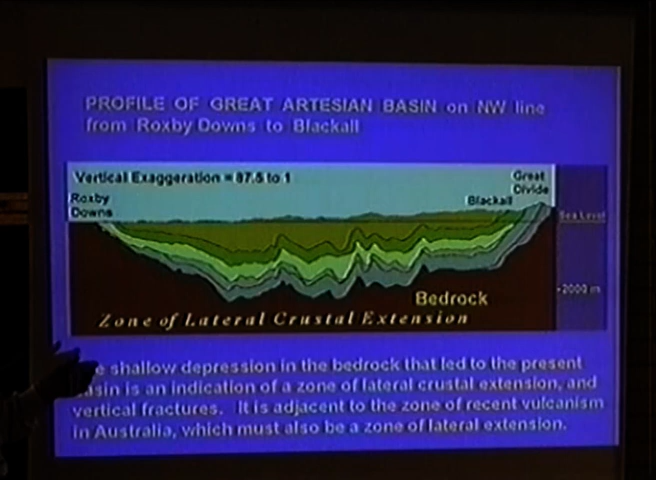 PROFILE OF GREAT ARTESIAN BASIN on NW line
from Roxby Downs to Blackall
Vertical Exaggeration = 87.5 to 1
Great
Divide
Roxby
Downs
Blackall
Sea Level
-2000 m
Bedrock
Zone of Lateral Crustal Extension
shallow depression in the bedrock that led to the present
is an indication of a zone of lateral crustal extension, and
vertical fractures. It is adjacent to the zone of recent vulcanism
in Australia, which must also be a zone of lateral extension.